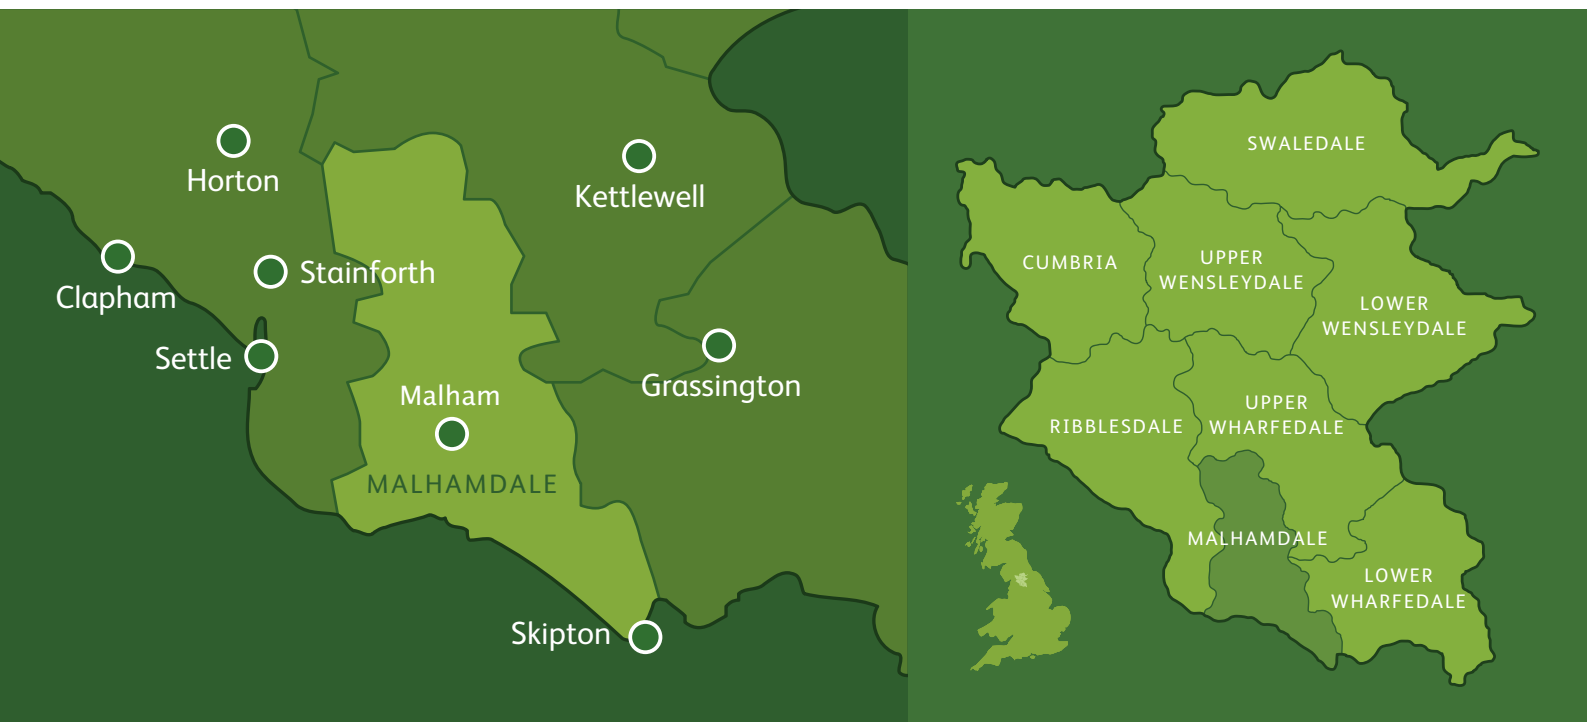 Horton
Kettlewell
Stainforth
Clapham
Settle
Grassington
Malham
MALHAMDALE
Skipton
SWALEDALE
CUMBRIA
UPPER
WENSLEYDALE
LOWER
WENSLEYDALE
UPPER
WHARFEDALE
RIBBLESDALE
MALHAMDALE
LOWER
WHARFEDALE